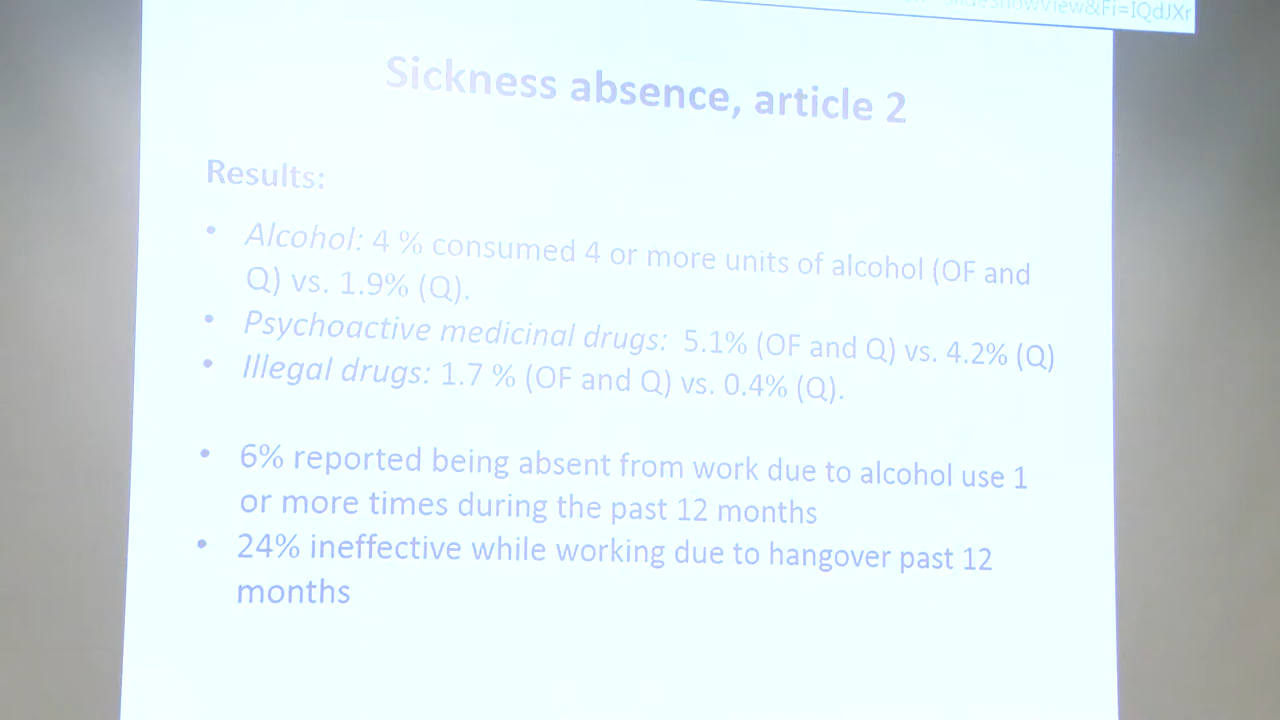 slideShowView&Fi=IQdJXr
Sickness absence, article 2
Results:
• Alcohol: 4 % consumed 4 or more units of alcohol (OF and
Q) vs. 1.9% (Q).
• Psychoactive medicinal drugs: 5.1% (OF and Q) vs. 4.2% (Q)
• Illegal drugs: 1.7 % (OF and Q) vs. 0.4% (Q).
• 6% reported being absent from work due to alcohol use 1
or more times during the past 12 months
• 24% ineffective while working due to hangover past 12
months